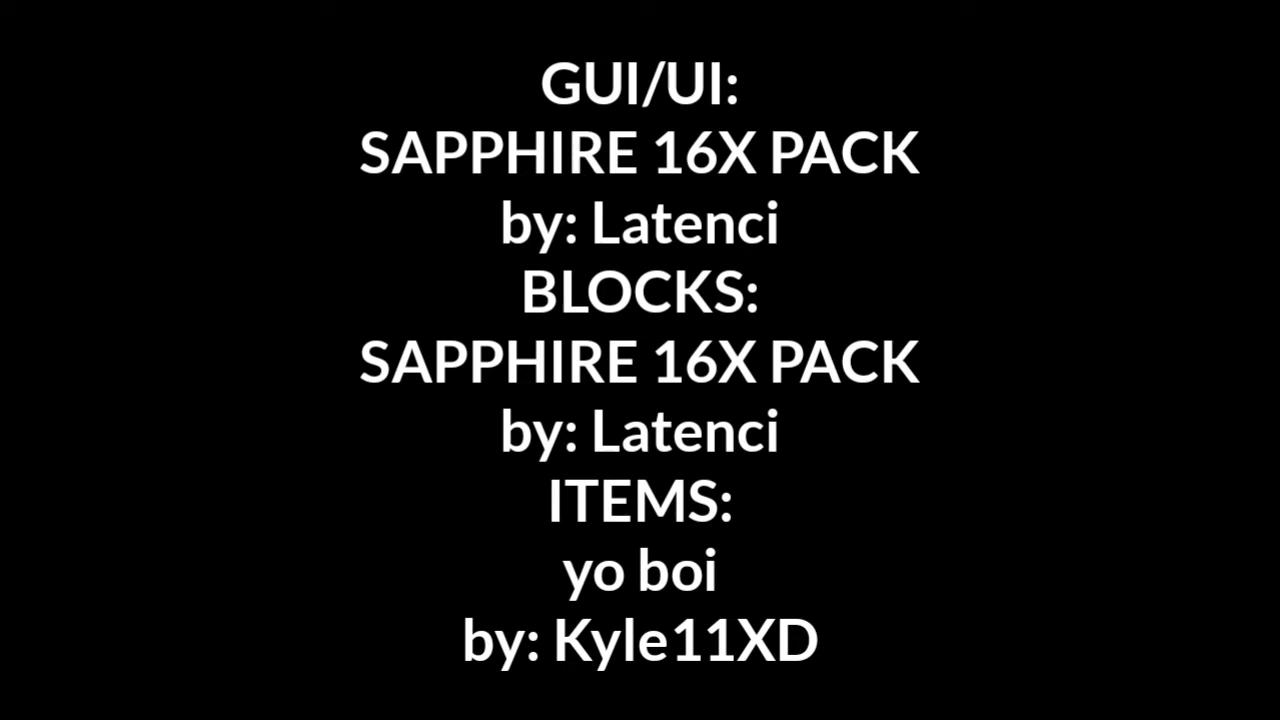 GUI/UI:
SAPPHIRE 16X PACK
by: Latenci
BLOCKS:
SAPPHIRE 16X PACK
by: Latenci
ITEMS:
yo boi
by: Kyle11XD